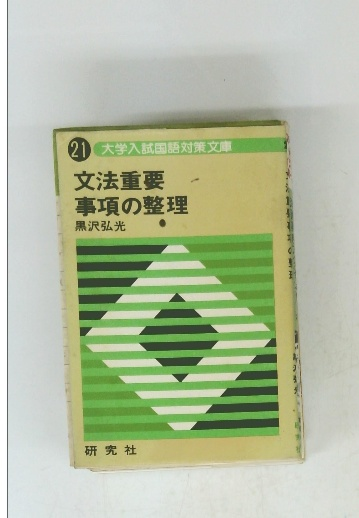 21 大学入試国語対策文庫
文法重要
事項の整理
黒沢弘光
研究社